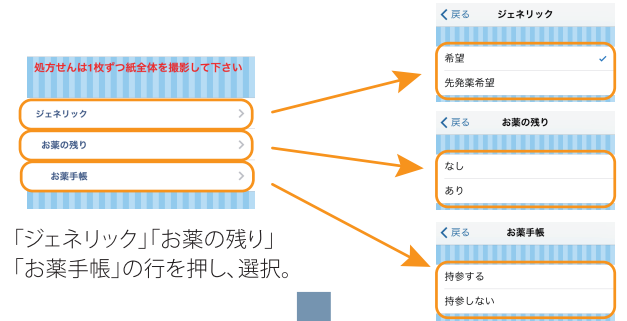 処方せんは1枚ずつ紙全体を撮影して下さい
ジェネリック
お薬の残り
お薬手帳
「ジェネリック」「お薬の残り」
「お薬手帳」の行を押し、選択。
戻る ジェネリック
希望
先発薬希望
戻る お薬の残り
なし
あり
戻る お薬手帳
持参する
持参しない